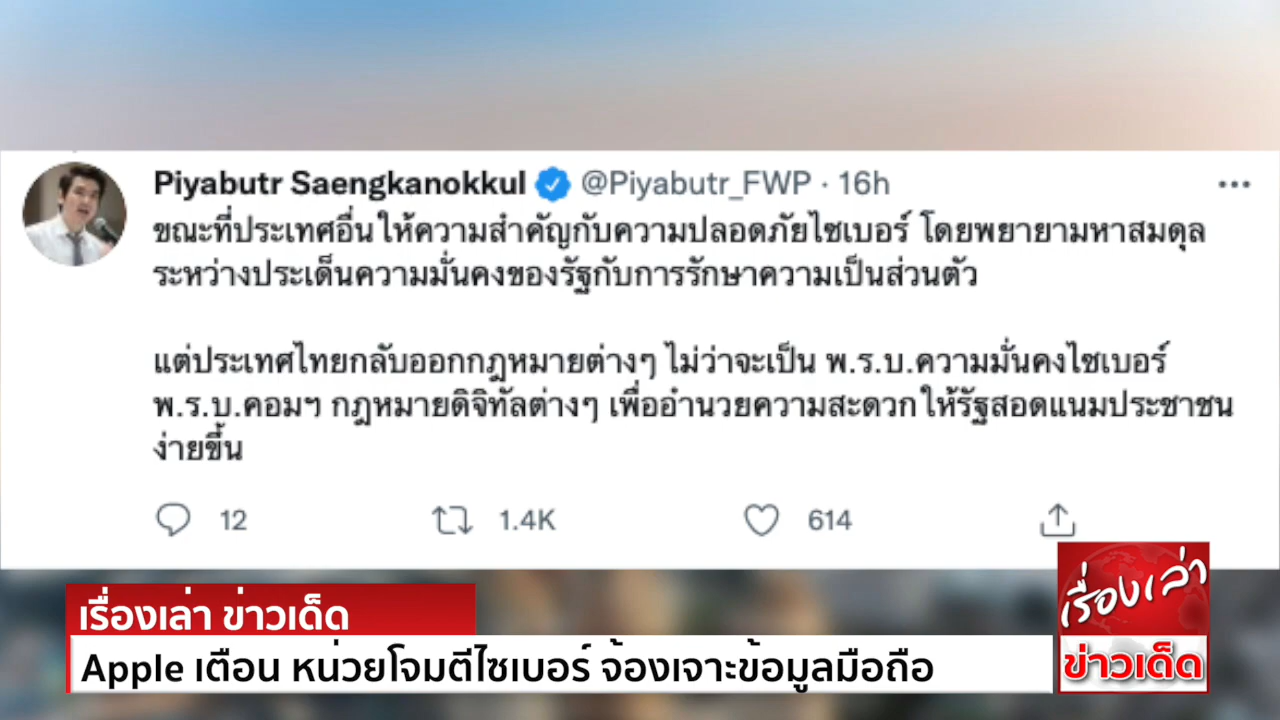 Piyabutr Saengkanokkul @Piyabutr_FWP · 16h
ขณะที่ประเทศอื่นให้ความสำคัญกับความปลอดภัยไซเบอร์ โดยพยายามหาสมดุล
ระหว่างประเด็นความมั่นคงของรัฐกับการรักษาความเป็นส่วนตัว
แต่ประเทศไทยกลับออกกฎหมายต่างๆ ไม่ว่าจะเป็น พ.ร.บ.ความมั่นคงไซเบอร์
พ.ร.บ.คอมฯ กฎหมายดิจิทัลต่างๆ เพื่ออำนวยความสะดวกให้รัฐสอดแนมประชาชน
ง่ายขึ้น
12 1.4K 614
เรื่องเล่า ข่าวเด็ด
Apple เตือน หน่วยโจมตีไซเบอร์ จ้องเจาะข้อมูลมือถือ
เรื่องเล่า
ข่าวเด็ด